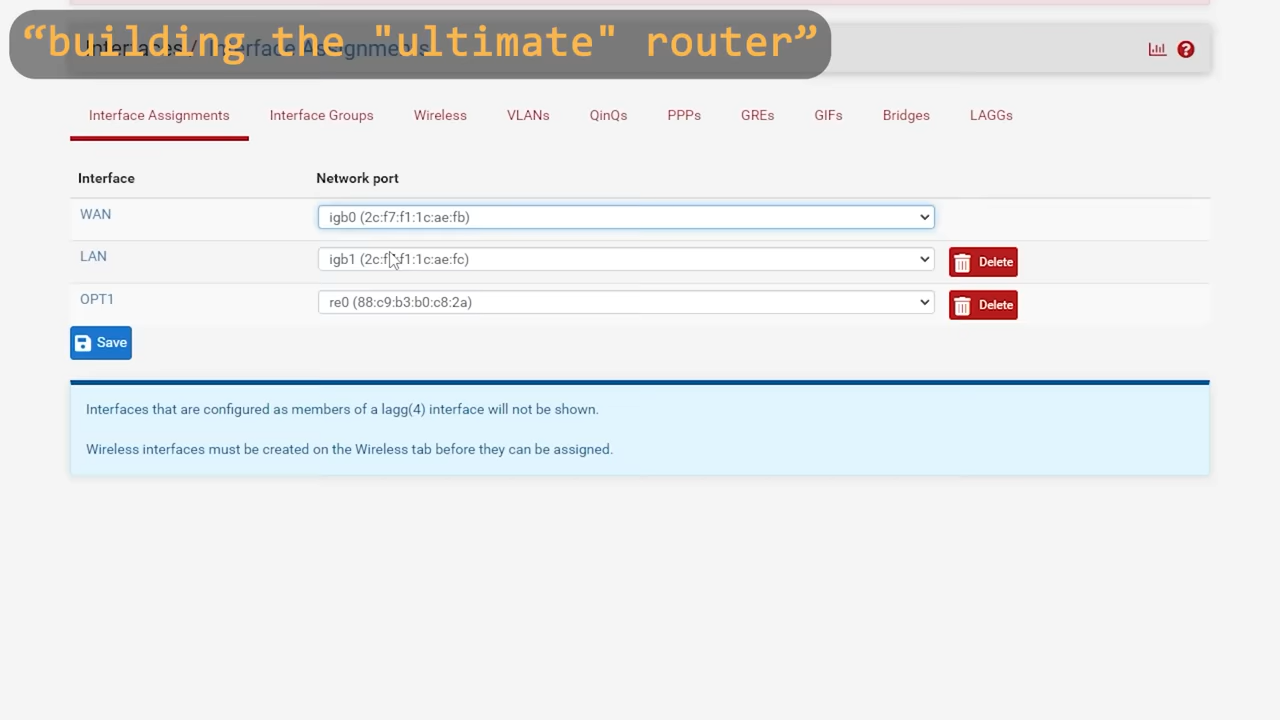 “building the "ultimate" router”
Interfaces / Interface Assignments
Interface Assignments
Interface Groups
Wireless
VLANs
QinQs
PPPs
GREs
GIFs
Bridges
LAGGs
Interface
Network port
WAN
igb0 (2c:f7:f1:1c:ae:fb)
LAN
igb1 (2c:f7:f1:1c:ae:fc)
Delete
OPT1
re0 (88:c9:b3:b0:c8:2a)
Delete
Save
Interfaces that are configured as members of a lagg(4) interface will not be shown.
Wireless interfaces must be created on the Wireless tab before they can be assigned.